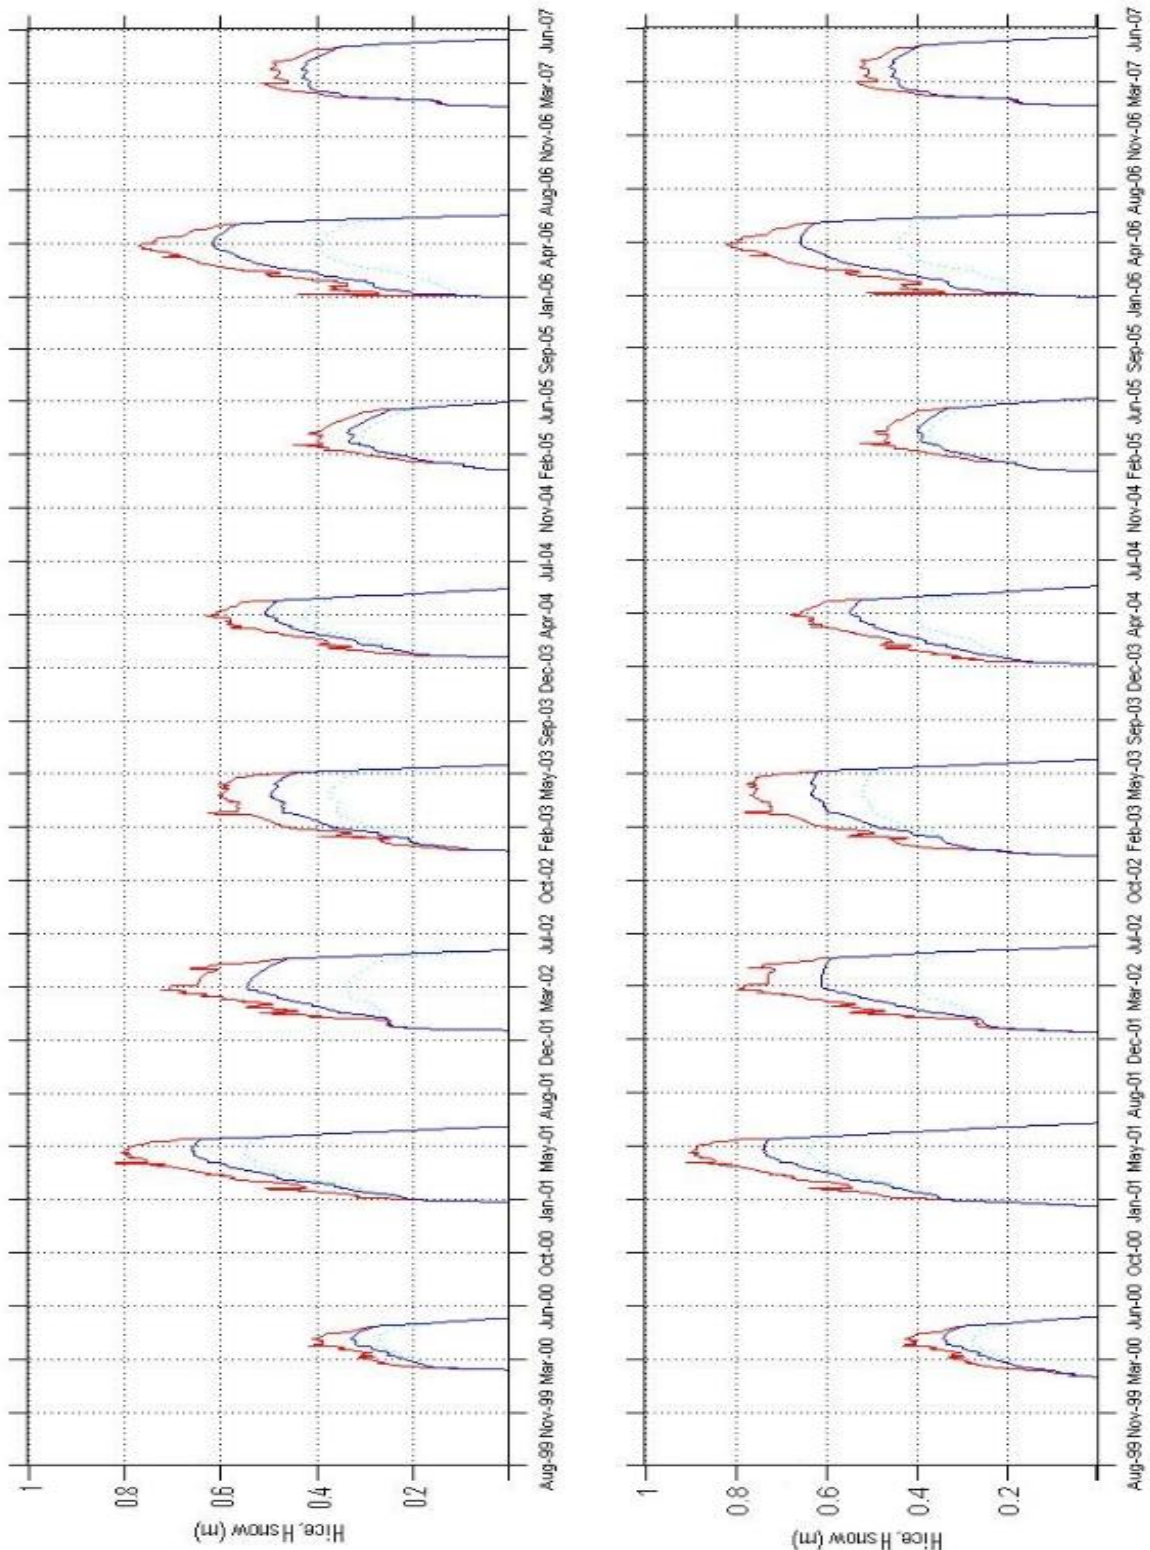 Hice, Hsnow (m)
1
0.8
0.6
0.4
0.2
Aug-99 Nov-99 Mar-00 Jun-00 Oct-00 Jan-01 May-01 Aug-01 Dec-01 Mar-02 Jul-02 Oct-02 Feb-03 May-03 Sep-03 Dec-03 Apr-04 Jul-04 Nov-04 Feb-05 Jun-05 Sep-05 Jan-06 Apr-06 Aug-06 Nov-06 Mar-07 Jun-07
Hice, Hsnow (m)
1
0.8
0.6
0.4
0.2
Aug-99 Nov-99 Mar-00 Jun-00 Oct-00 Jan-01 May-01 Aug-01 Dec-01 Mar-02 Jul-02 Oct-02 Feb-03 May-03 Sep-03 Dec-03 Apr-04 Jul-04 Nov-04 Feb-05 Jun-05 Sep-05 Jan-06 Apr-06 Aug-06 Nov-06 Mar-07 Jun-07